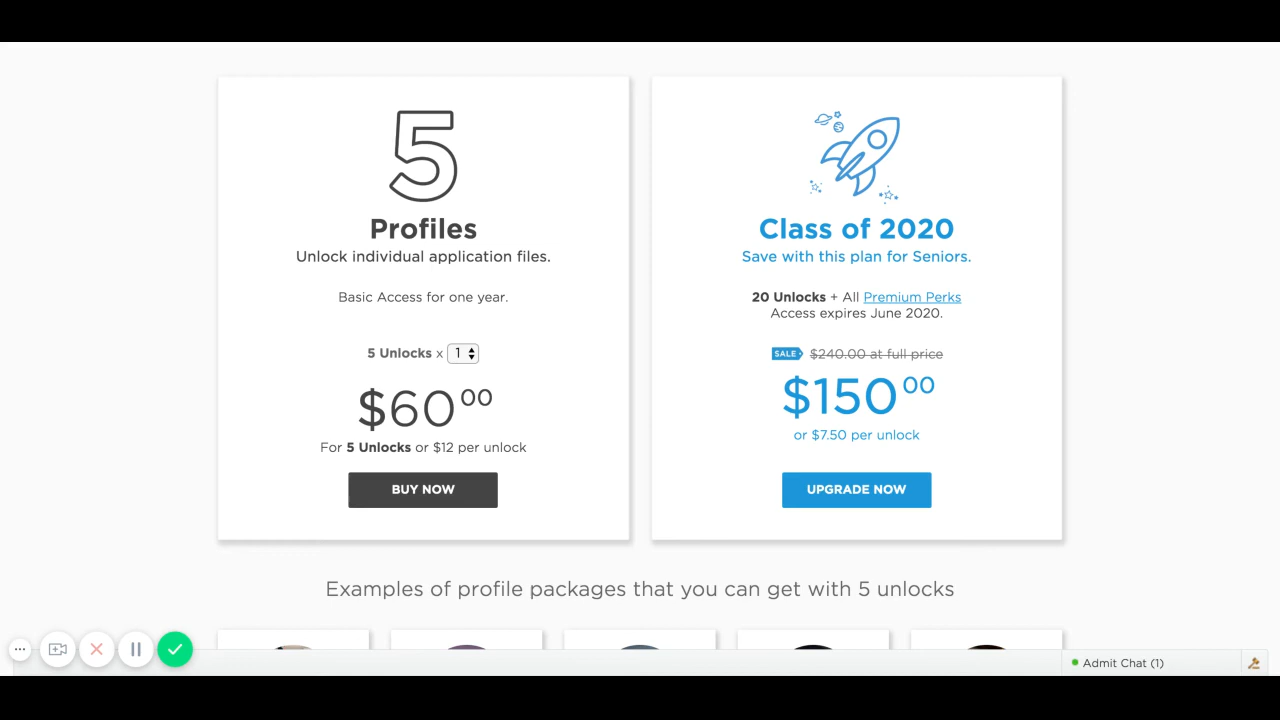 5
Profiles
Unlock individual application files.
Basic Access for one year.
5 Unlocks x 1
$60 00
For 5 Unlocks or $12 per unlock
BUY NOW
Class of 2020
Save with this plan for Seniors.
20 Unlocks + All Premium Perks
Access expires June 2020.
SALE $240.00 at full price
$150 00
or $7.50 per unlock
UPGRADE NOW
Examples of profile packages that you can get with 5 unlocks
Admit Chat (1)